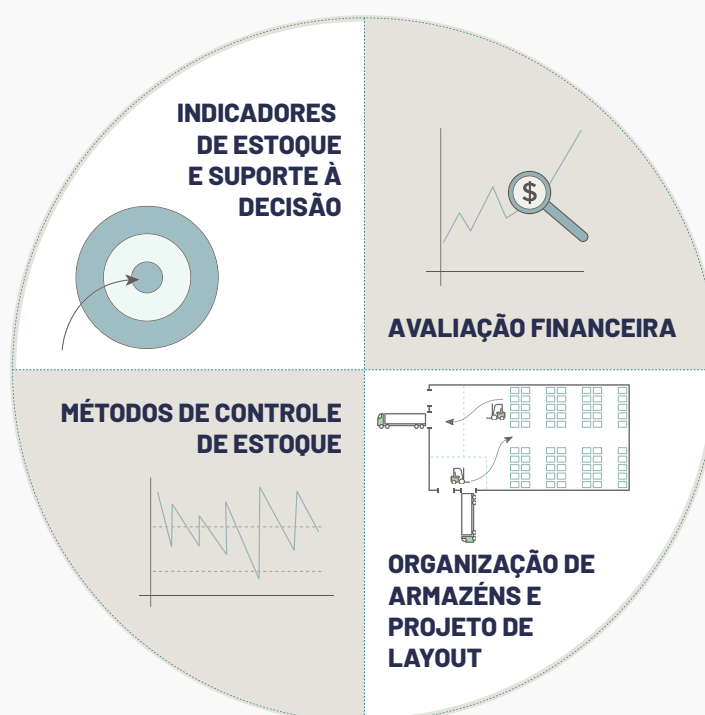 INDICADORES
DE ESTOQUE
E SUPORTE À
DECISÃO
$
AVALIAÇÃO FINANCEIRA
MÉTODOS DE CONTROLE
DE ESTOQUE
ORGANIZAÇÃO DE
ARMAZÉNS E
PROJETO DE
LAYOUT